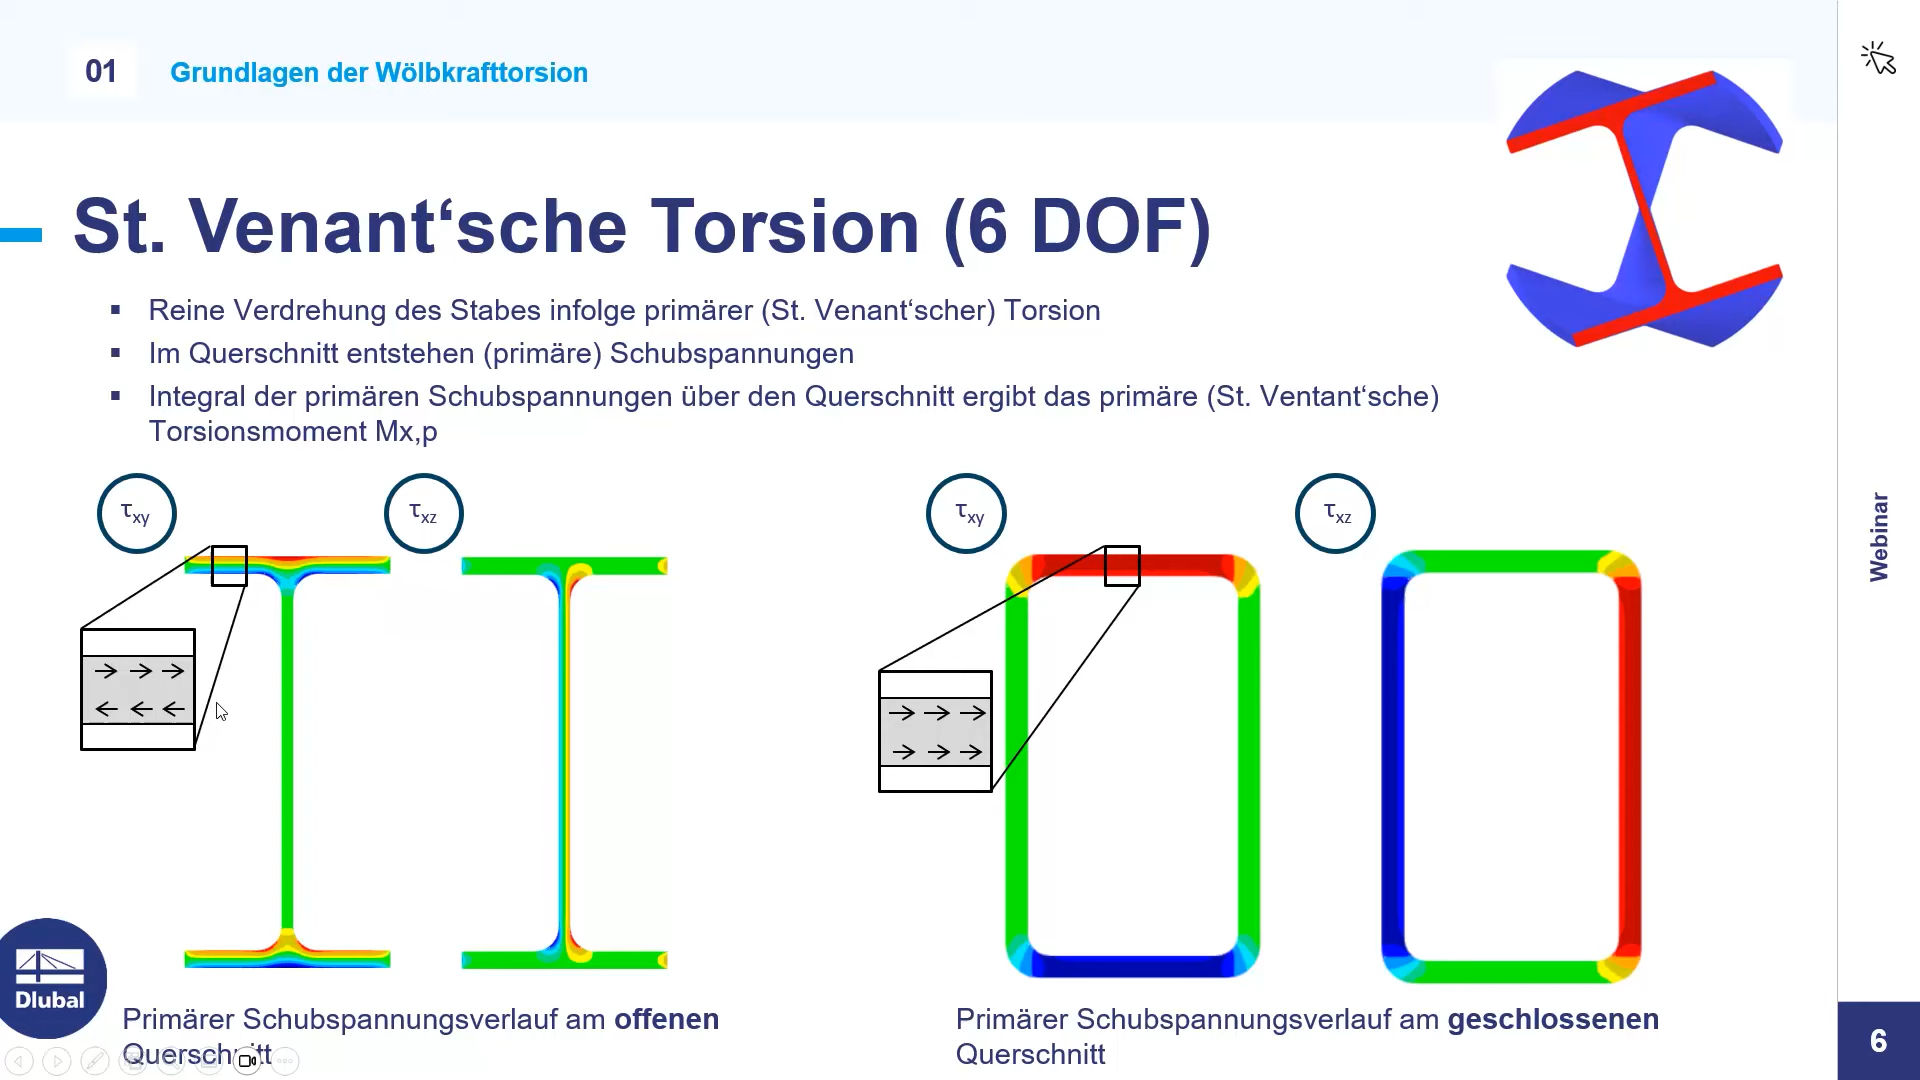 01
Grundlagen der Wölbkrafttorsion
St. Venant‘sche Torsion (6 DOF)
▪ Reine Verdrehung des Stabes infolge primärer (St. Venant‘scher) Torsion
▪ Im Querschnitt entstehen (primäre) Schubspannungen
▪ Integral der primären Schubspannungen über den Querschnitt ergibt das primäre (St. Ventant‘sche)
Torsionsmoment Mx,p
τxy
τxz
τxy
τxz
Primärer Schubspannungsverlauf am offenen
Querschnitt
Primärer Schubspannungsverlauf am geschlossenen
Querschnitt
Dlubal
Webinar
6